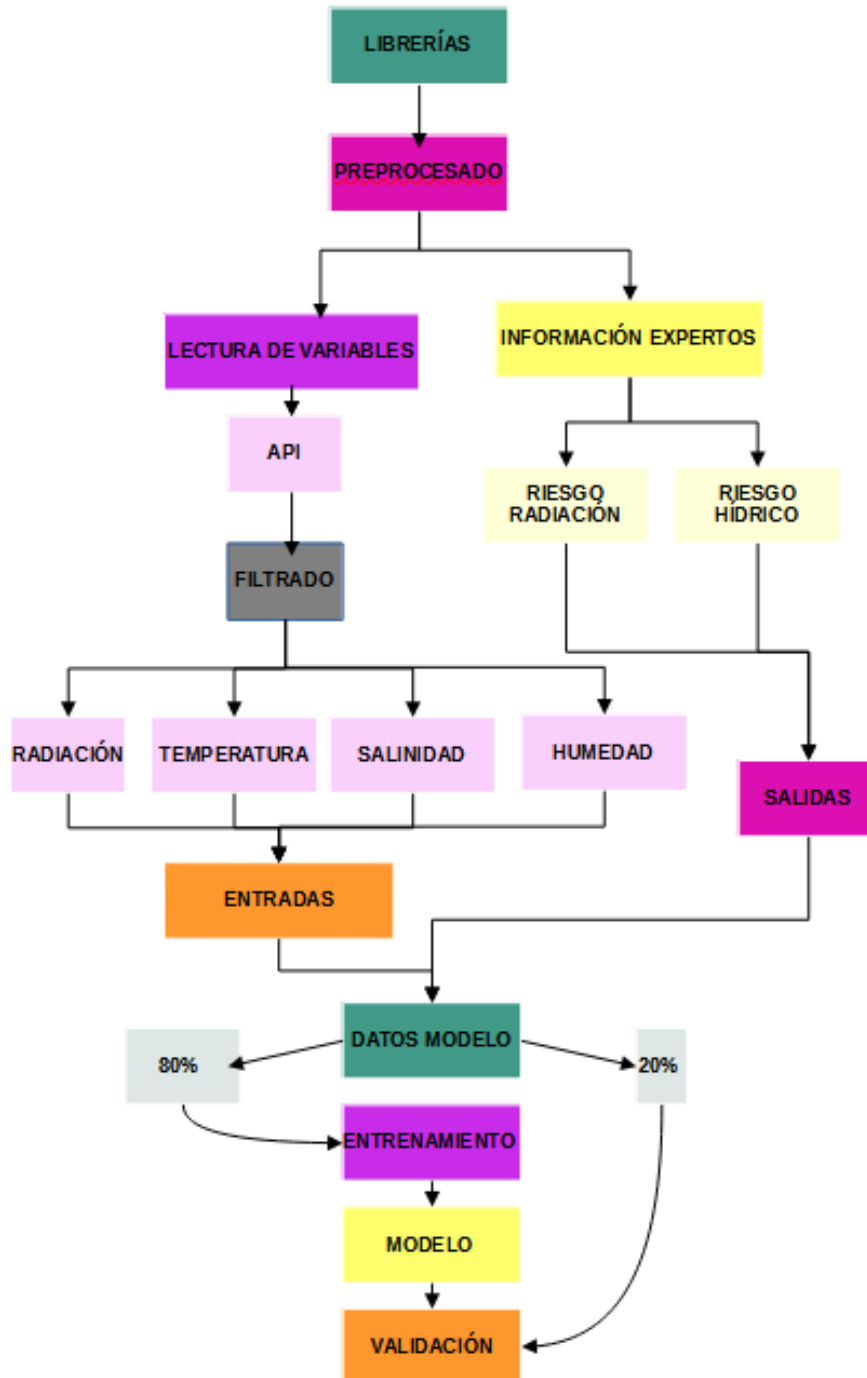 LIBRERÍAS
PREPROCESADO
LECTURA DE VARIABLES
INFORMACIÓN EXPERTOS
API
RIESGO
RADIACIÓN
RIESGO
HÍDRICO
FILTRADO
RADIACIÓN
TEMPERATURA
SALINIDAD
HUMEDAD
SALIDAS
ENTRADAS
DATOS MODELO
80%
20%
ENTRENAMIENTO
MODELO
VALIDACIÓN